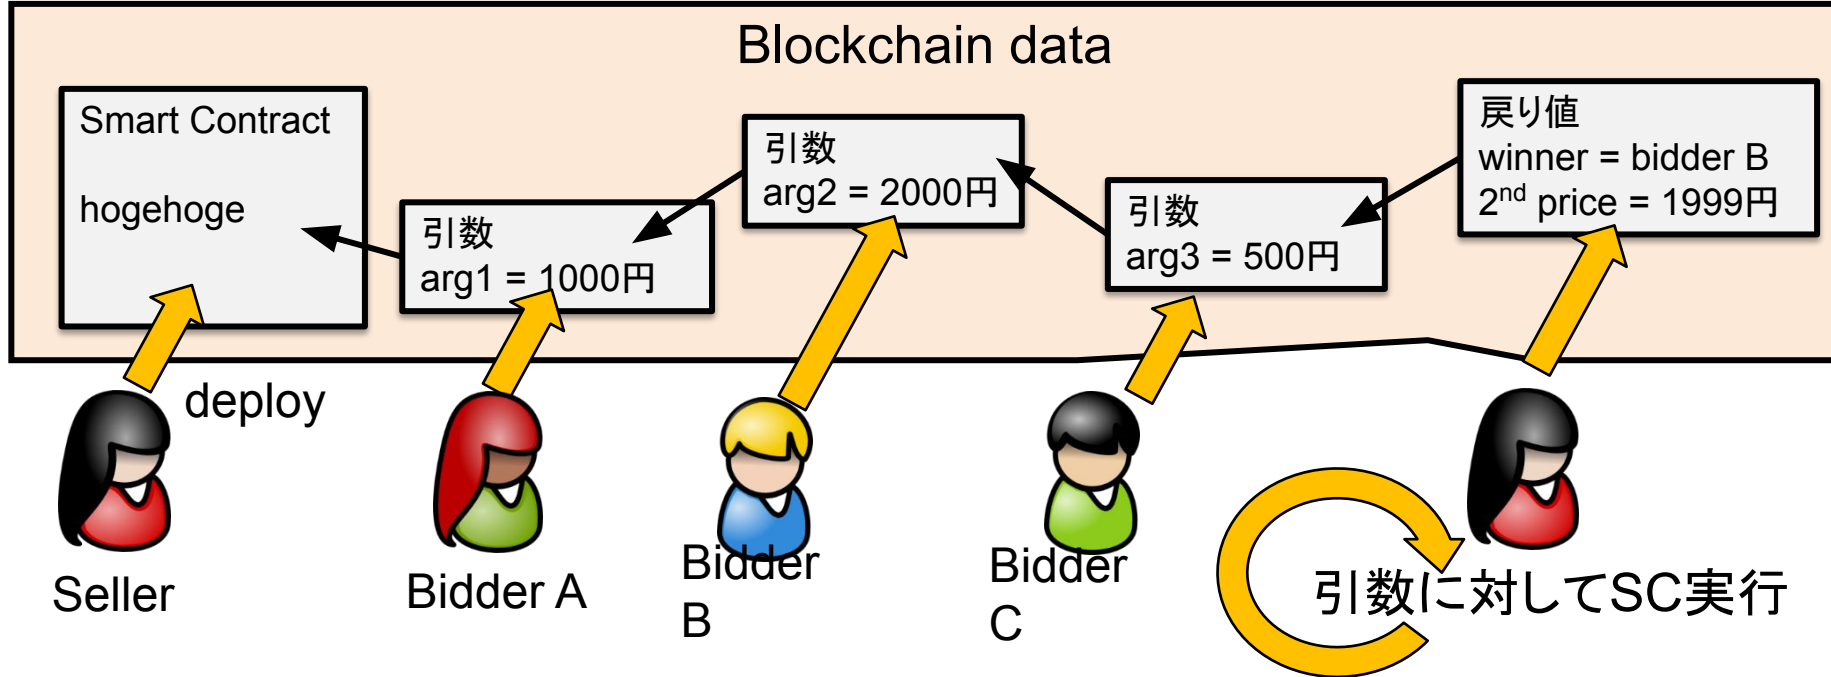 Blockchain data
Smart Contract
hogehoge
引数
arg1 = 1000円
引数
arg2 = 2000円
引数
arg3 = 500円
戻り値
winner = bidder B
2nd price = 1999円
deploy
Seller
Bidder A
Bidder
B
Bidder
C
引数に対してSC実行